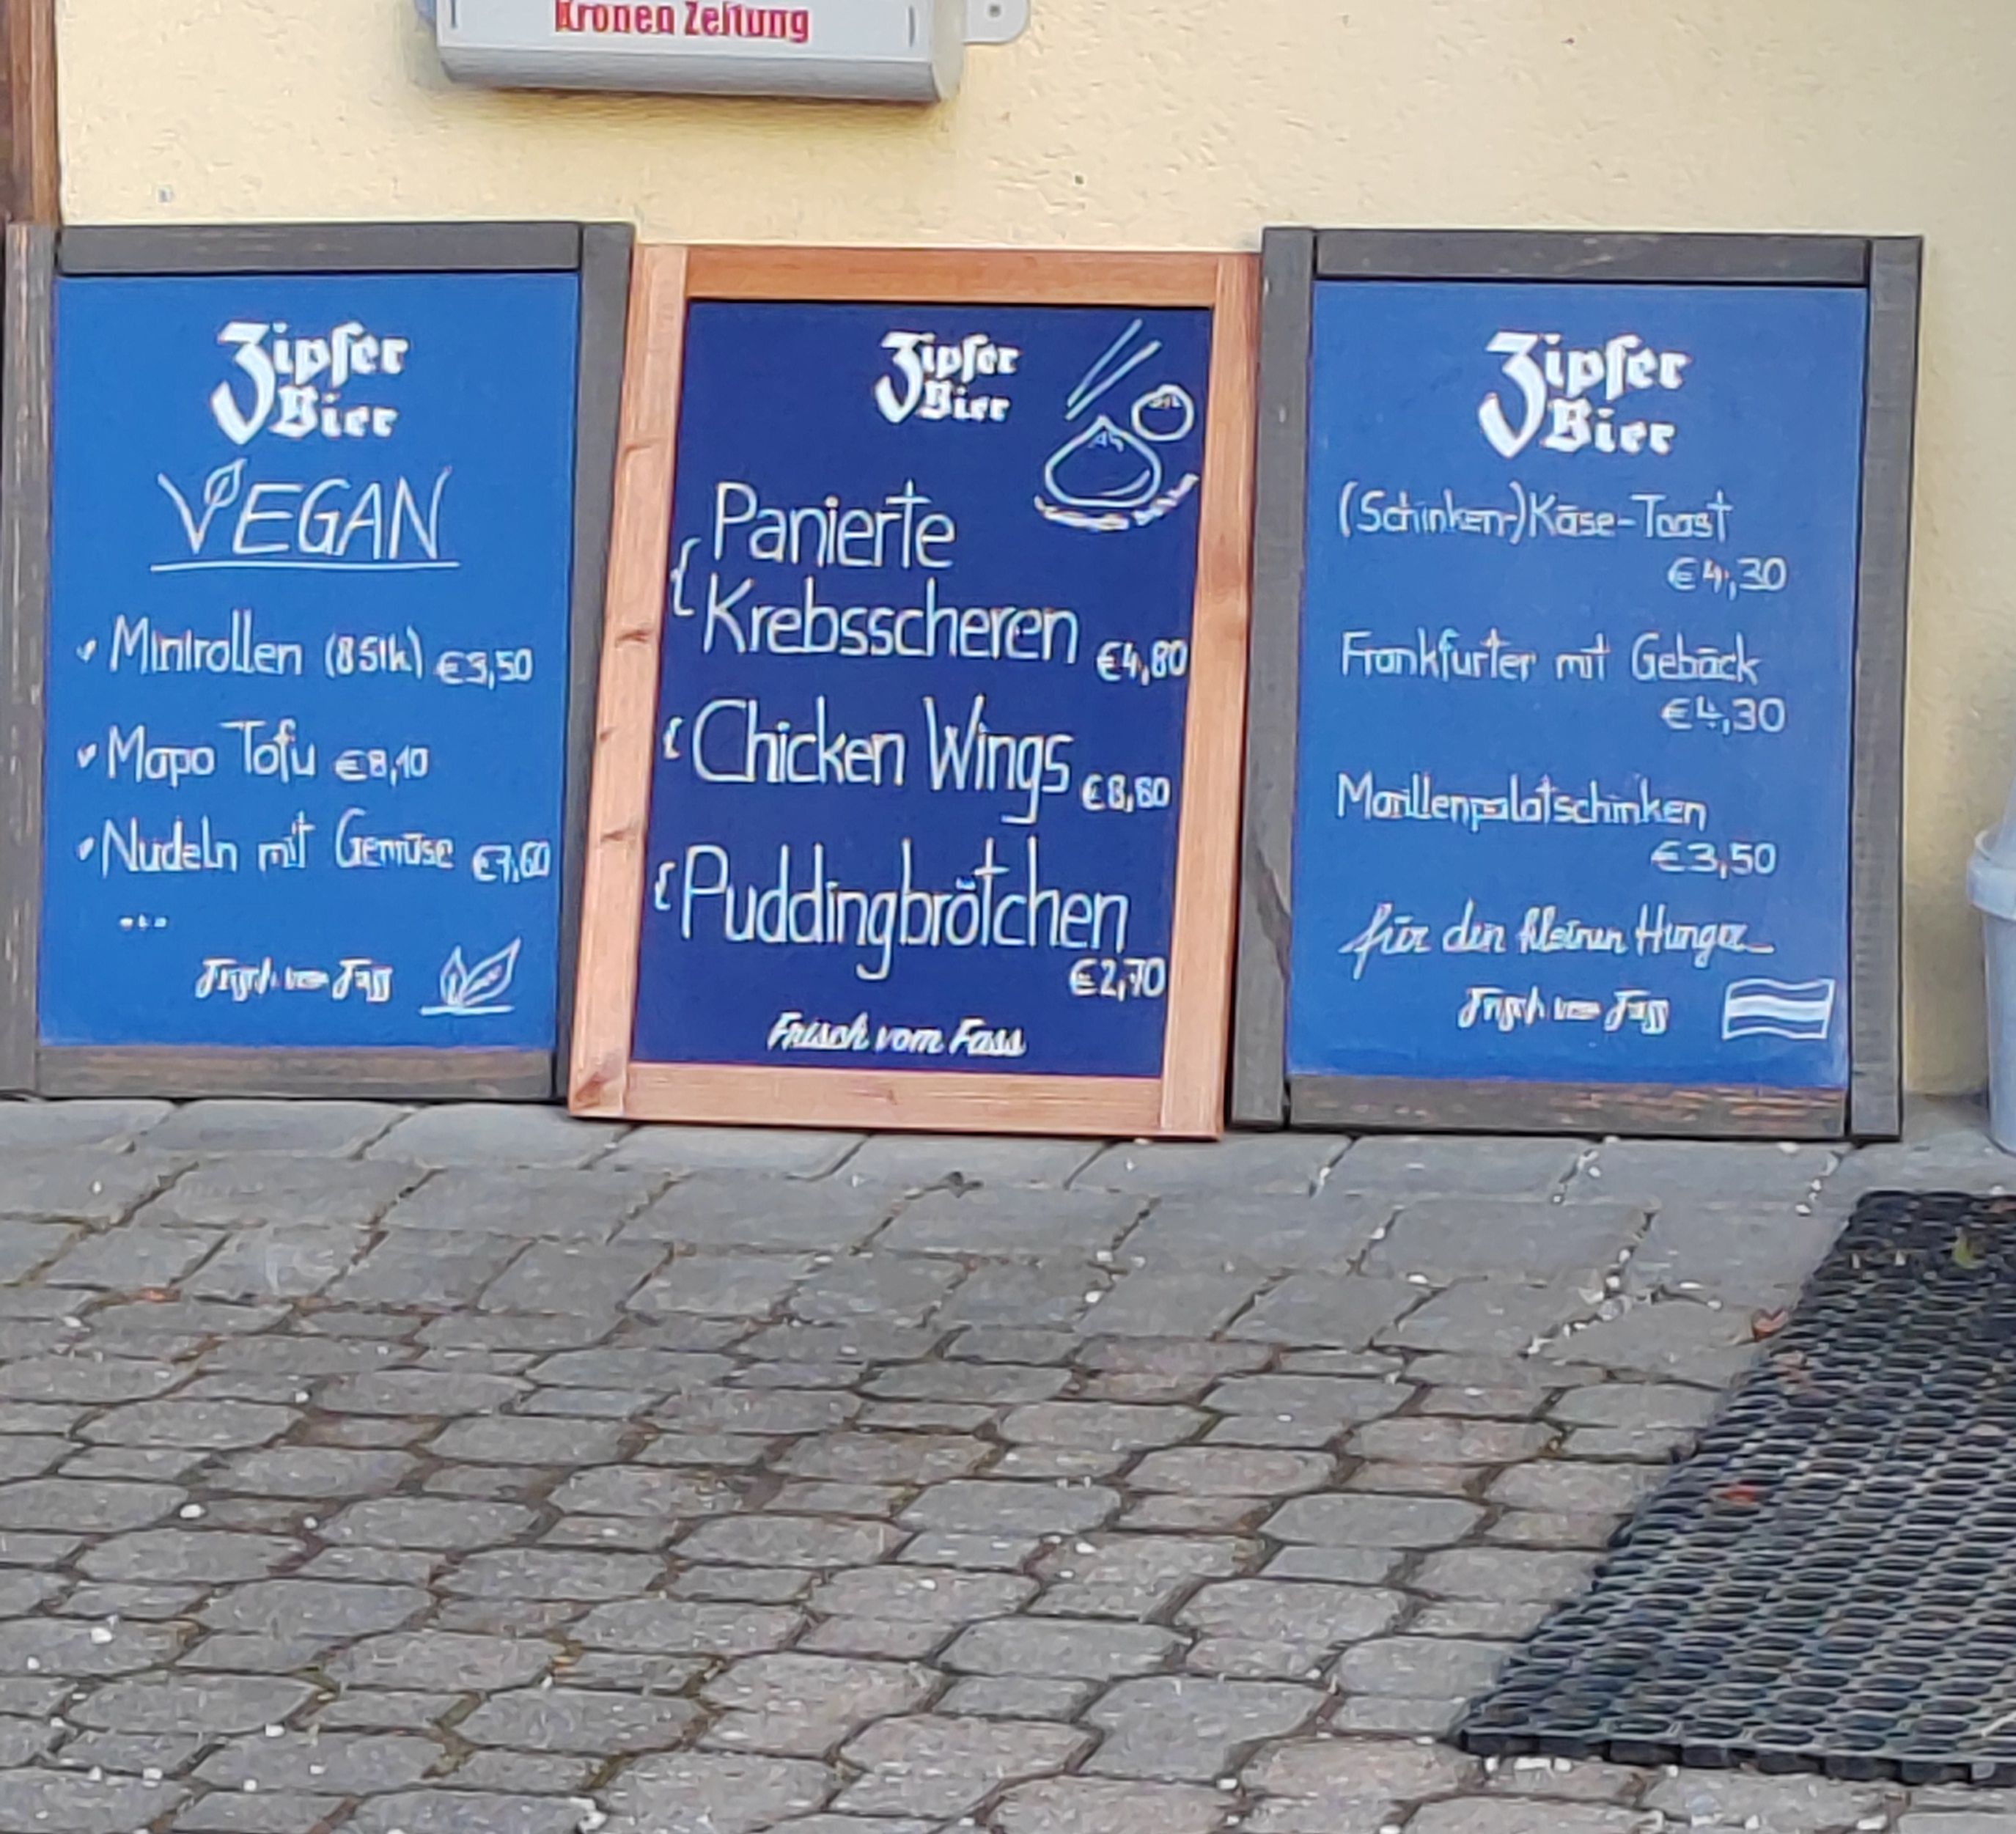 Kronen Zeitung
Zipfer
Bier
VEGAN
Minirollen (8 Stk) €3,50
Mapo Tofu €8,10
Nudeln mit Gemüse €7,60
...
Frisch vom Fass
Zipfer
Bier
Panierte
Krebsscheren €4,80
Chicken Wings €8,80
Puddingbrötchen
€2,70
Frisch vom Fass
Zipfer
Bier
(Schinken-)Käse-Toast
€4,30
Frankfurter mit Gebäck
€4,30
Marillenpalatschinken
€3,50
für den kleinen Hunger
Frisch vom Fass